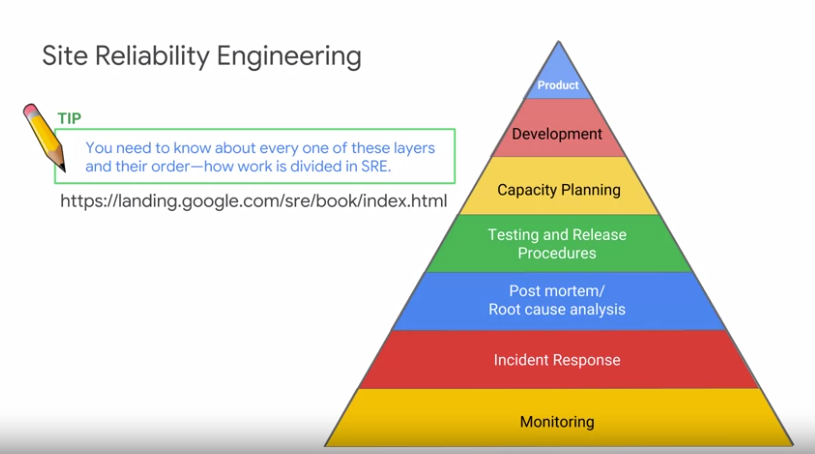 Site Reliability Engineering
TIP
You need to know about every one of these layers
and their order—how work is divided in SRE.
https://landing.google.com/sre/book/index.html
Product
Development
Capacity Planning
Testing and Release
Procedures
Post mortem/
Root cause analysis
Incident Response
Monitoring